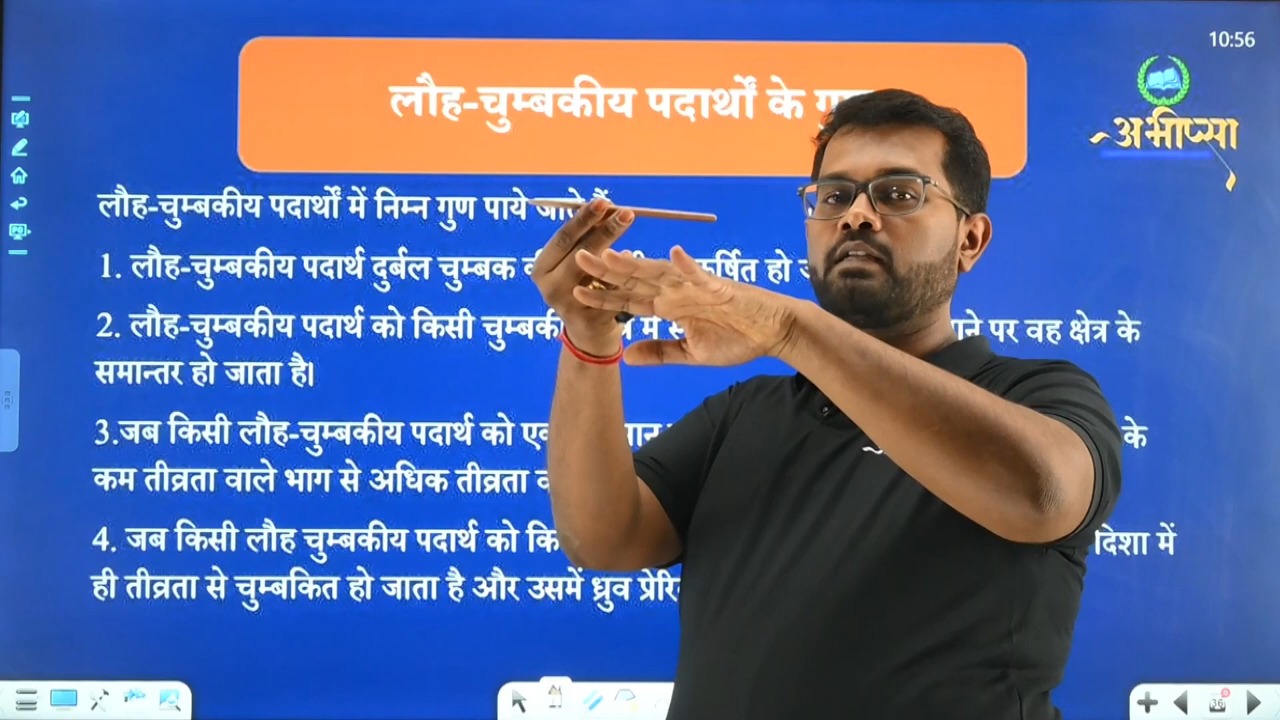 10:56
लौह-चुम्बकीय पदार्थों के
अभीप्सा
लौह-चुम्बकीय पदार्थों में निम्न गुण पाये जाते हैं
1. लौह-चुम्बकीय पदार्थ दुर्बल चुम्बक हो
2. लौह-चुम्बकीय पदार्थ को किसी चुम्बकी में पर वह क्षेत्र के
समान्तर हो जाता है।
3.जब किसी लौह-चुम्बकीय पदार्थ को के
कम तीव्रता वाले भाग से अधिक तीव्रता
4. जब किसी लौह चुम्बकीय पदार्थ को कि दिशा में
ही तीव्रता से चुम्बकित हो जाता है और उसमें ध्रुव
36